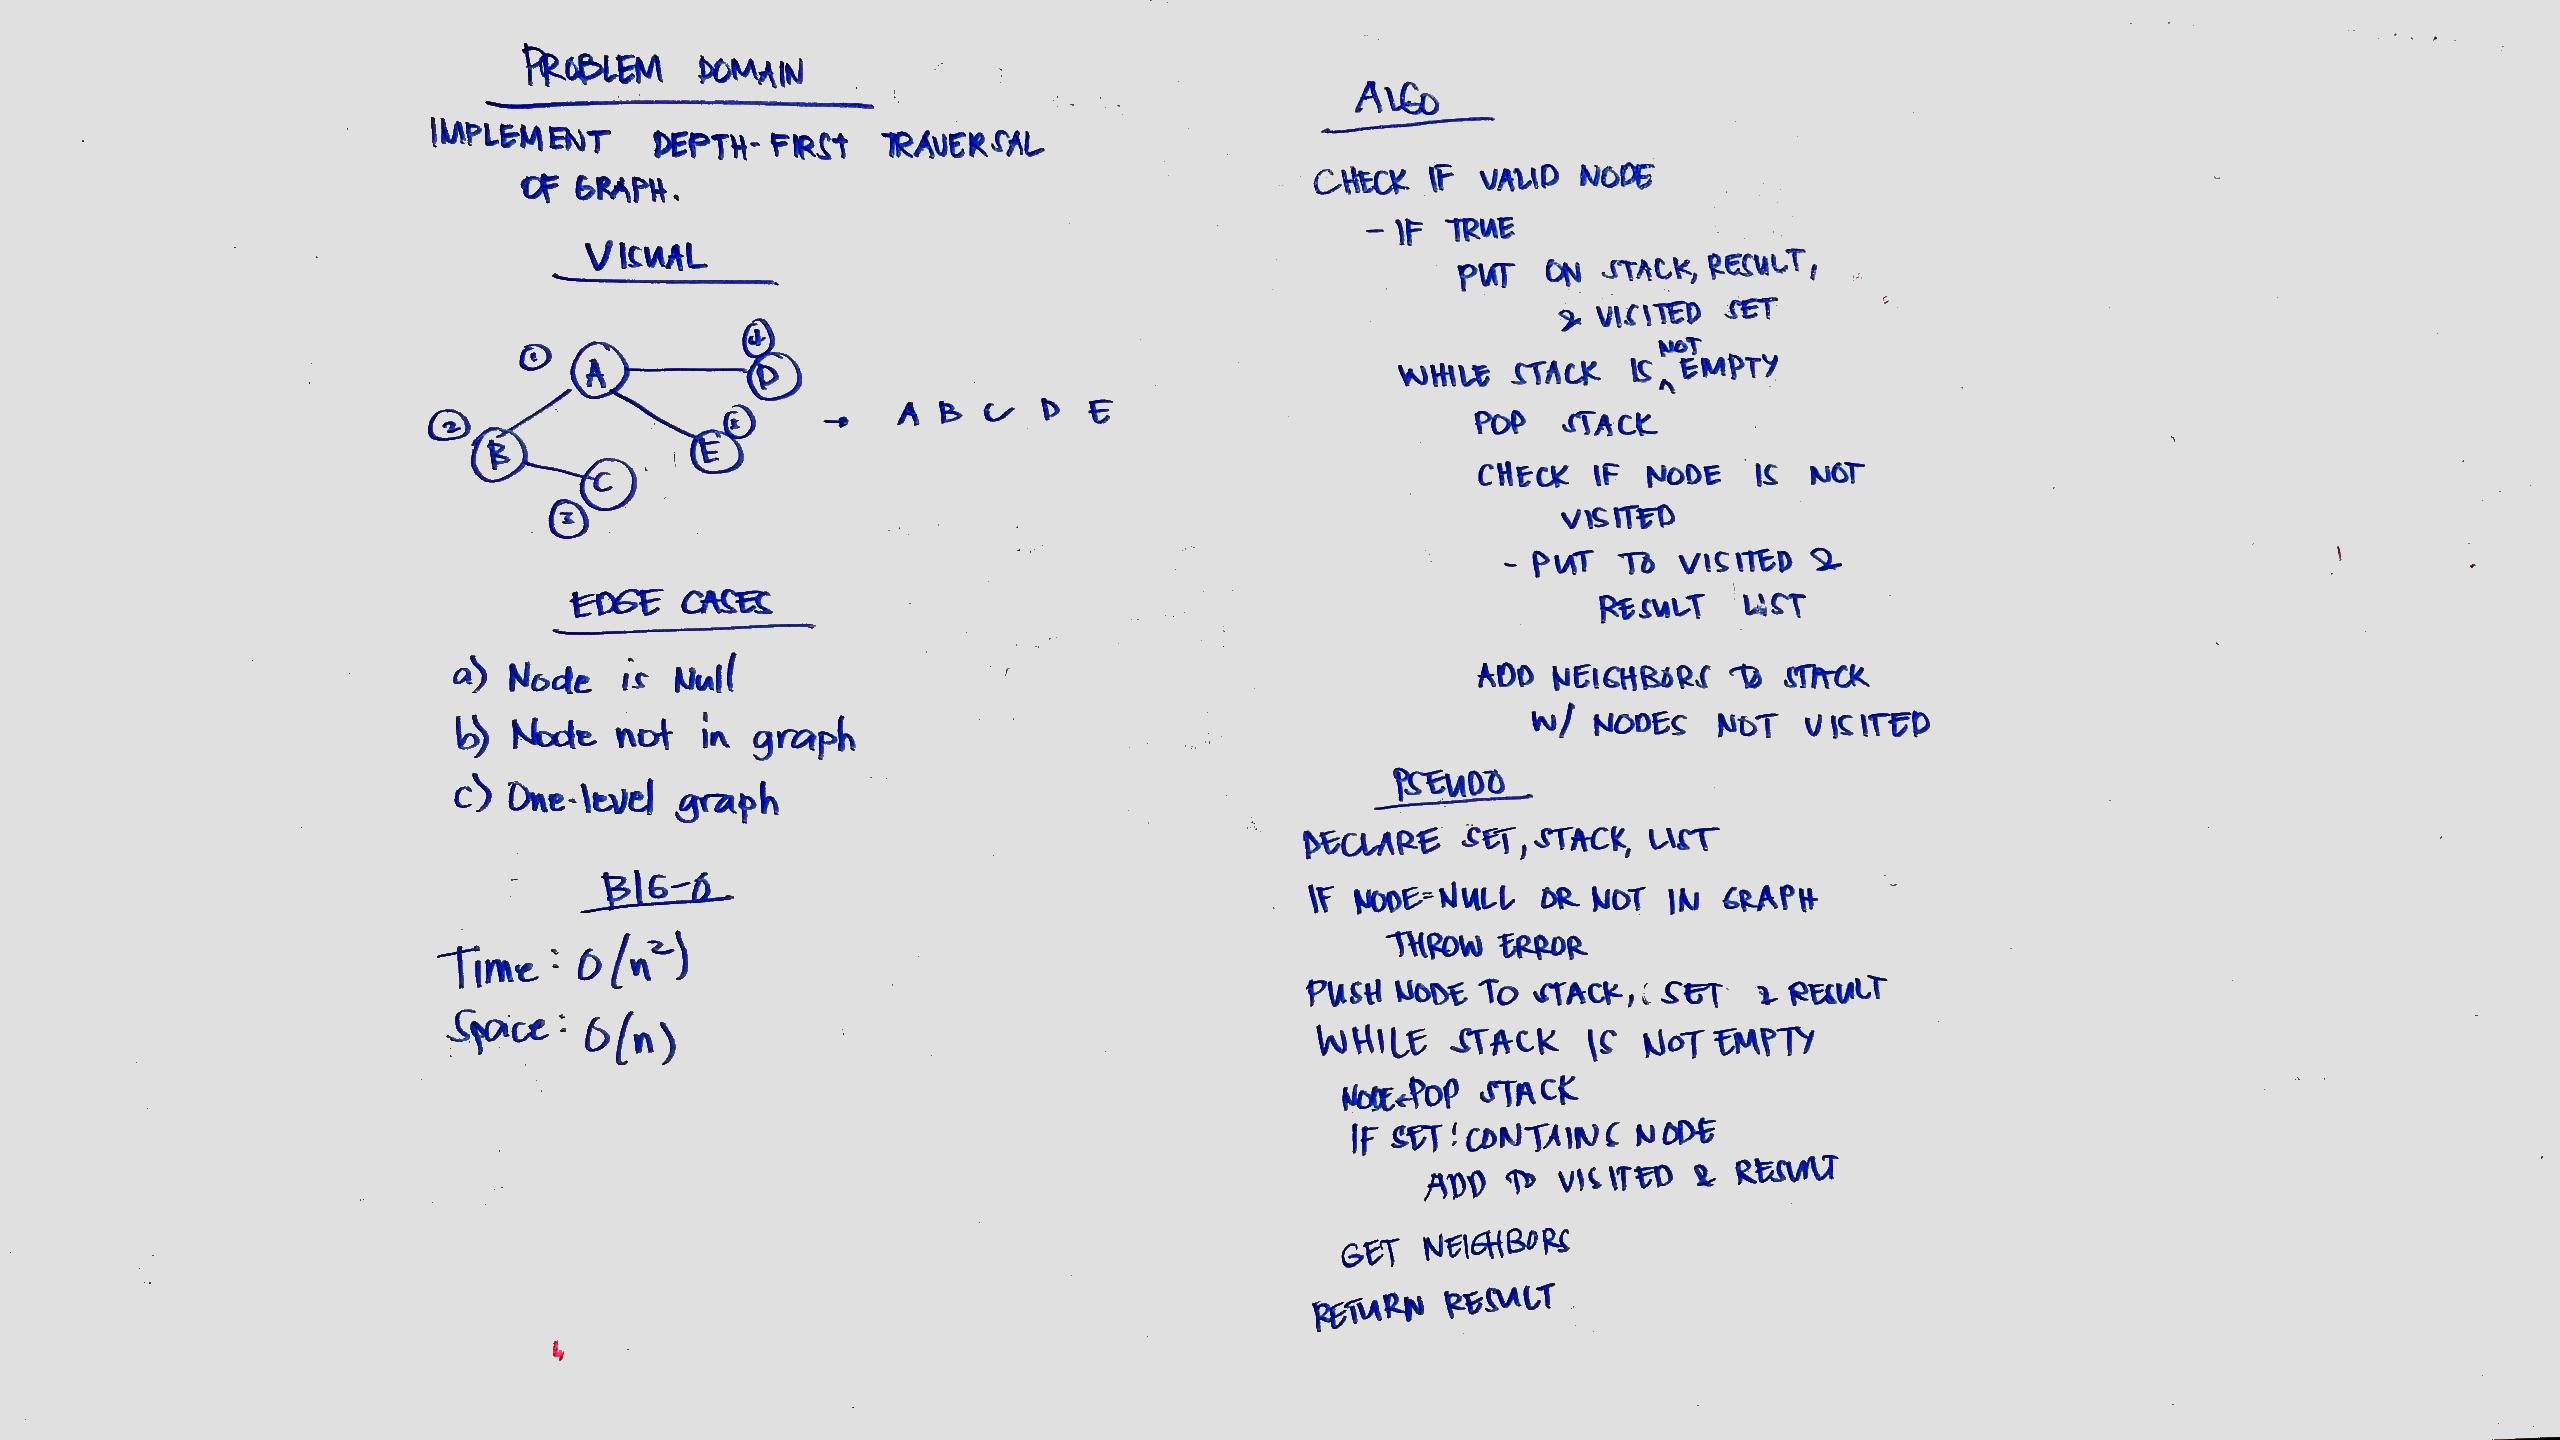 PROBLEM DOMAIN
IMPLEMENT DEPTH-FIRST TRAVERSAL
OF GRAPH.
VISUAL
1 A 4 D
2 B E 5 → A B C D E
C
3
EDGE CASES
a) Node is Null
b) Node not in graph
c) One-level graph
BIG-O
Time: O(n²)
Space: O(n)
ALGO
CHECK IF VALID NODE
- IF TRUE
PUT ON STACK, RESULT,
& VISITED SET
WHILE STACK IS ^NOT EMPTY
POP STACK
CHECK IF NODE IS NOT
VISITED
- PUT TO VISITED &
RESULT LIST
ADD NEIGHBORS TO STACK
W/ NODES NOT VISITED
PSEUDO
DECLARE SET, STACK, LIST
IF NODE=NULL OR NOT IN GRAPH
THROW ERROR
PUSH NODE TO STACK, SET & RESULT
WHILE STACK IS NOT EMPTY
NODE←POP STACK
IF SET!CONTAINS NODE
ADD TO VISITED & RESULT
GET NEIGHBORS
RETURN RESULT